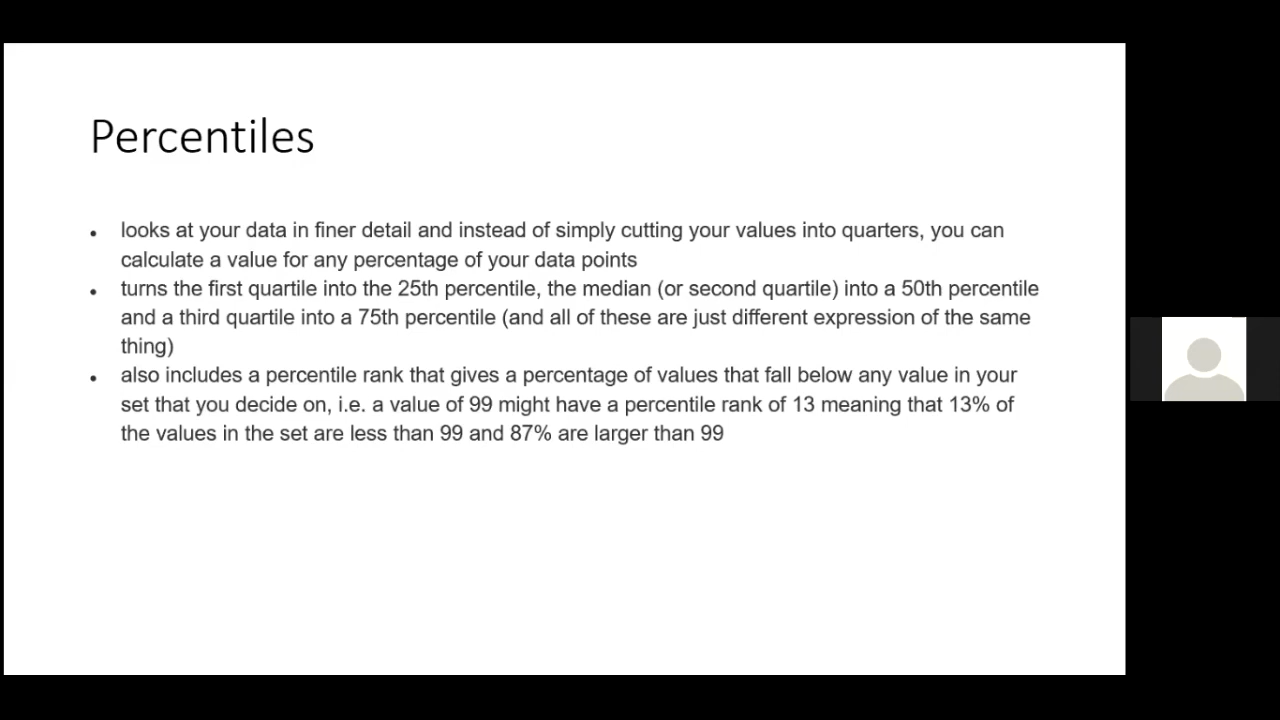 Percentiles
• looks at your data in finer detail and instead of simply cutting your values into quarters, you can
calculate a value for any percentage of your data points
• turns the first quartile into the 25th percentile, the median (or second quartile) into a 50th percentile
and a third quartile into a 75th percentile (and all of these are just different expression of the same
thing)
• also includes a percentile rank that gives a percentage of values that fall below any value in your
set that you decide on, i.e. a value of 99 might have a percentile rank of 13 meaning that 13% of
the values in the set are less than 99 and 87% are larger than 99